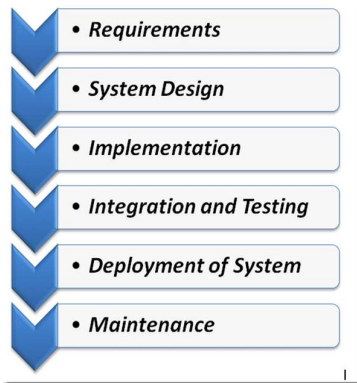 • Requirements
• System Design
• Implementation
• Integration and Testing
• Deployment of System
• Maintenance